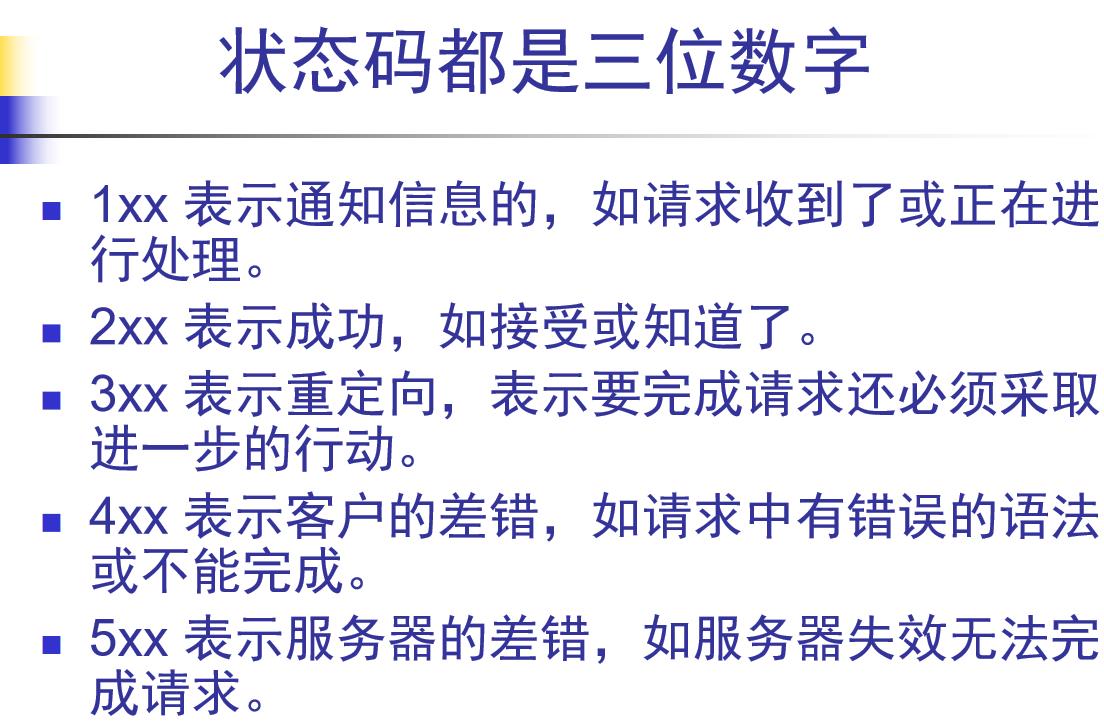 状态码都是三位数字
1xx 表示通知信息的，如请求收到了或正在进
行处理。
2xx 表示成功，如接受或知道了。
3xx 表示重定向，表示要完成请求还必须采取
进一步的行动。
4xx 表示客户的差错，如请求中有错误的语法
或不能完成。
5xx 表示服务器的差错，如服务器失效无法完
成请求。